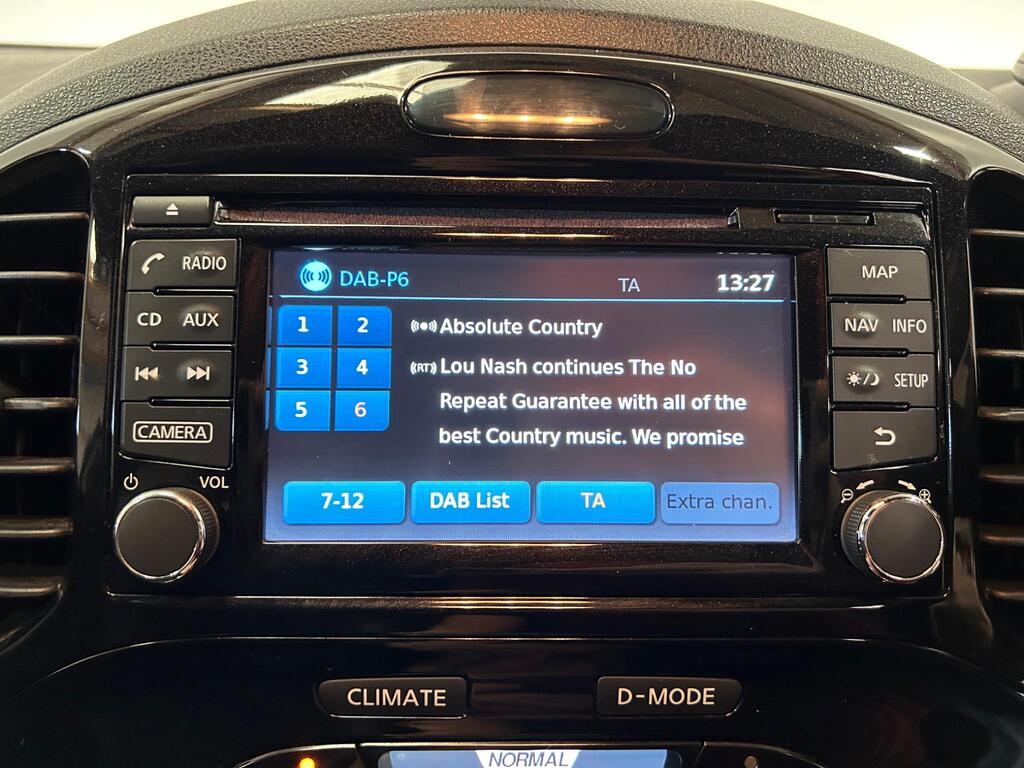 DAB-P6 TA 13:27
RADIO
CD AUX
CAMERA
VOL
1 2
3 4
5 6
Absolute Country
(RT) Lou Nash continues The No
Repeat Guarantee with all of the
best Country music. We promise
7-12 DAB List TA Extra chan.
MAP
NAV INFO
SETUP
CLIMATE D-MODE
NORMAL